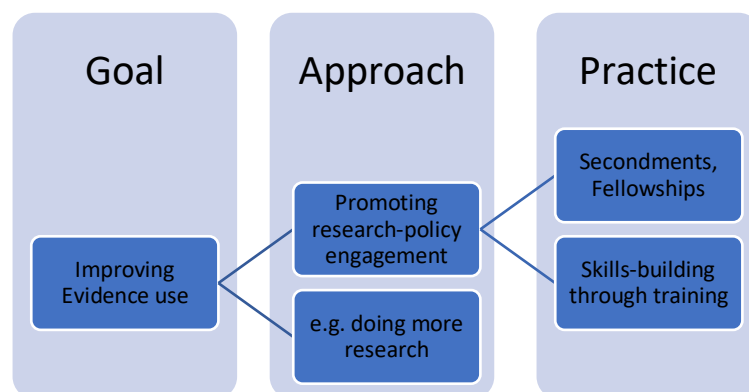 Goal
Approach
Practice
Improving
Evidence use
Promoting
research-policy
engagement
e.g. doing more
research
Secondments,
Fellowships
Skills-building
through training